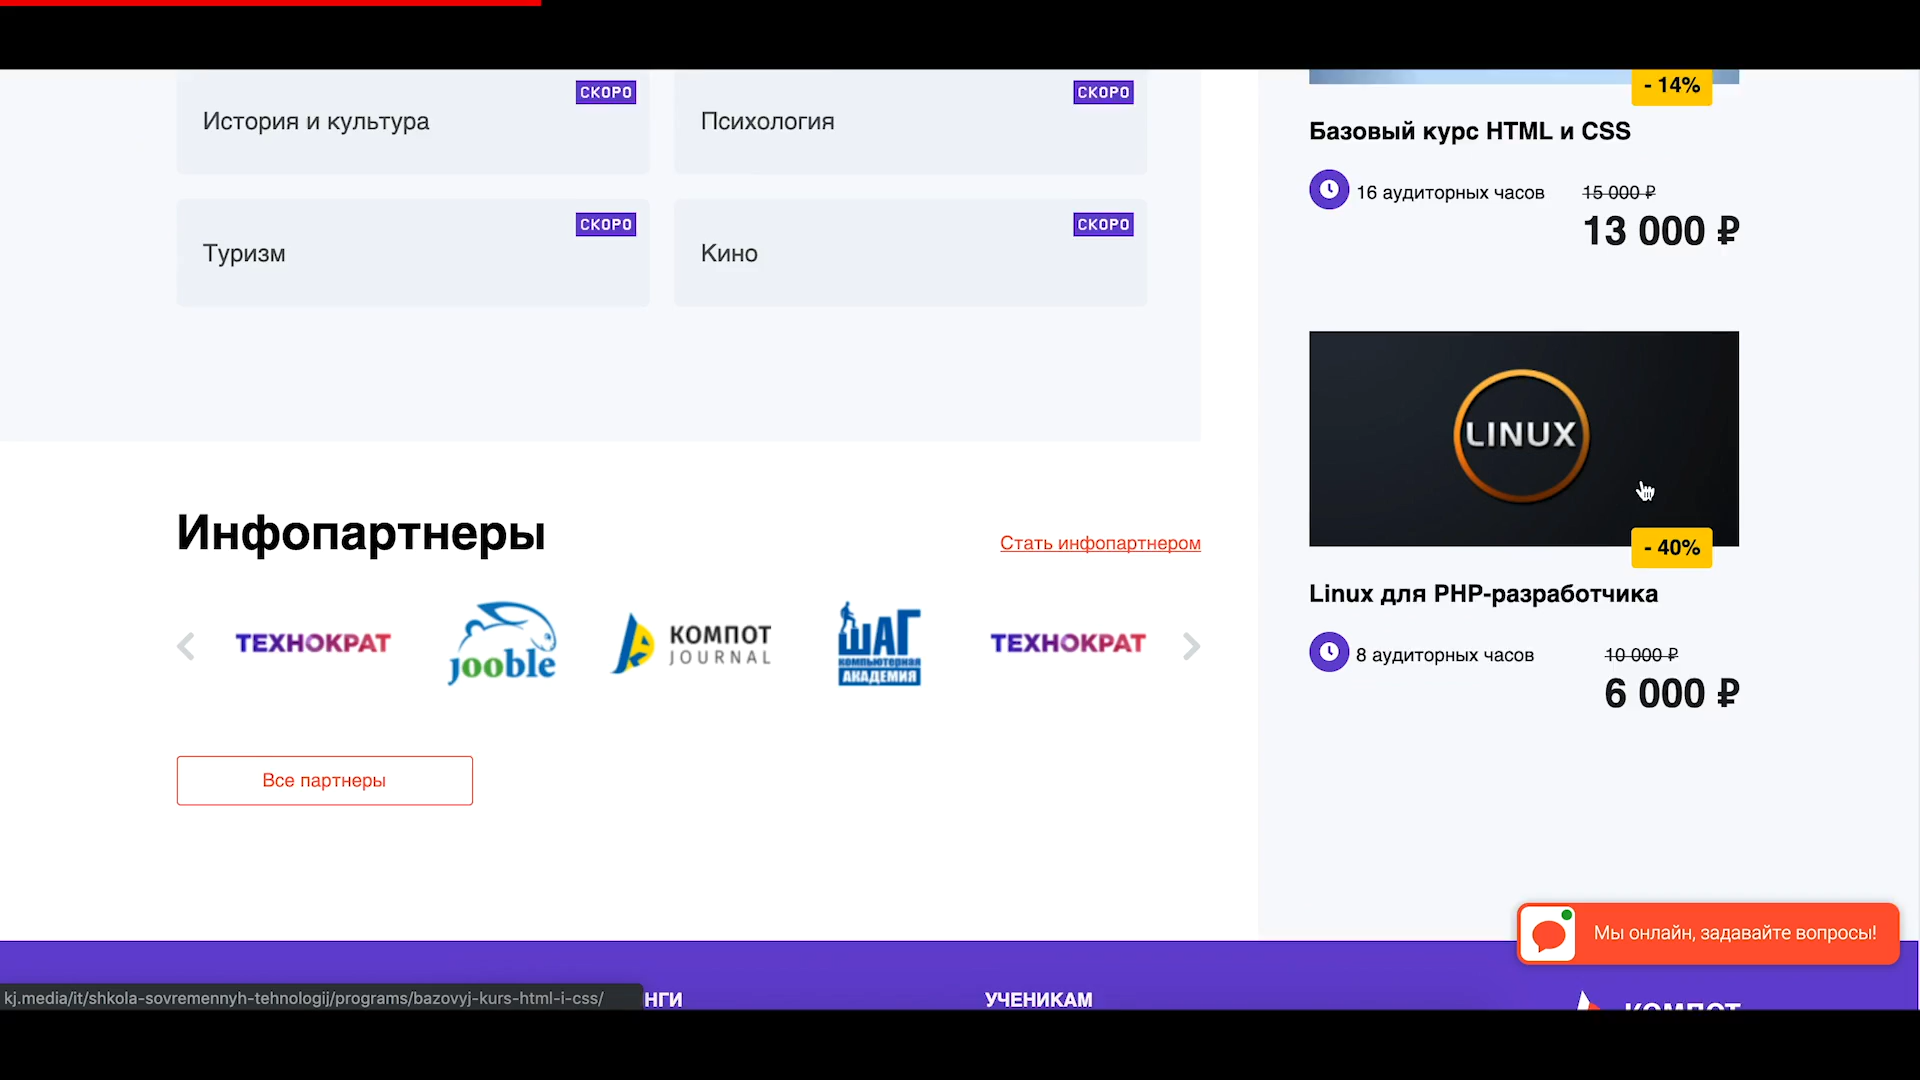 СКОРО
История и культура
СКОРО
Психология
СКОРО
Туризм
СКОРО
Кино
Инфопартнеры
Стать инфопартнером
ТЕХНОКРАТ
jooble
КОМПОТ
JOURNAL
ШАГ
компьютерная
АКАДЕМИЯ
ТЕХНОКРАТ
Все партнеры
- 14%
Базовый курс HTML и CSS
16 аудиторных часов
15 000 ₽
13 000 ₽
LINUX
- 40%
Linux для PHP-разработчика
8 аудиторных часов
10 000 ₽
6 000 ₽
Мы онлайн, задавайте вопросы!
kj.media/it/shkola-sovremennyh-tehnologij/programs/bazovyj-kurs-html-i-css/
НГИ
УЧЕНИКАМ
КОМПОТ